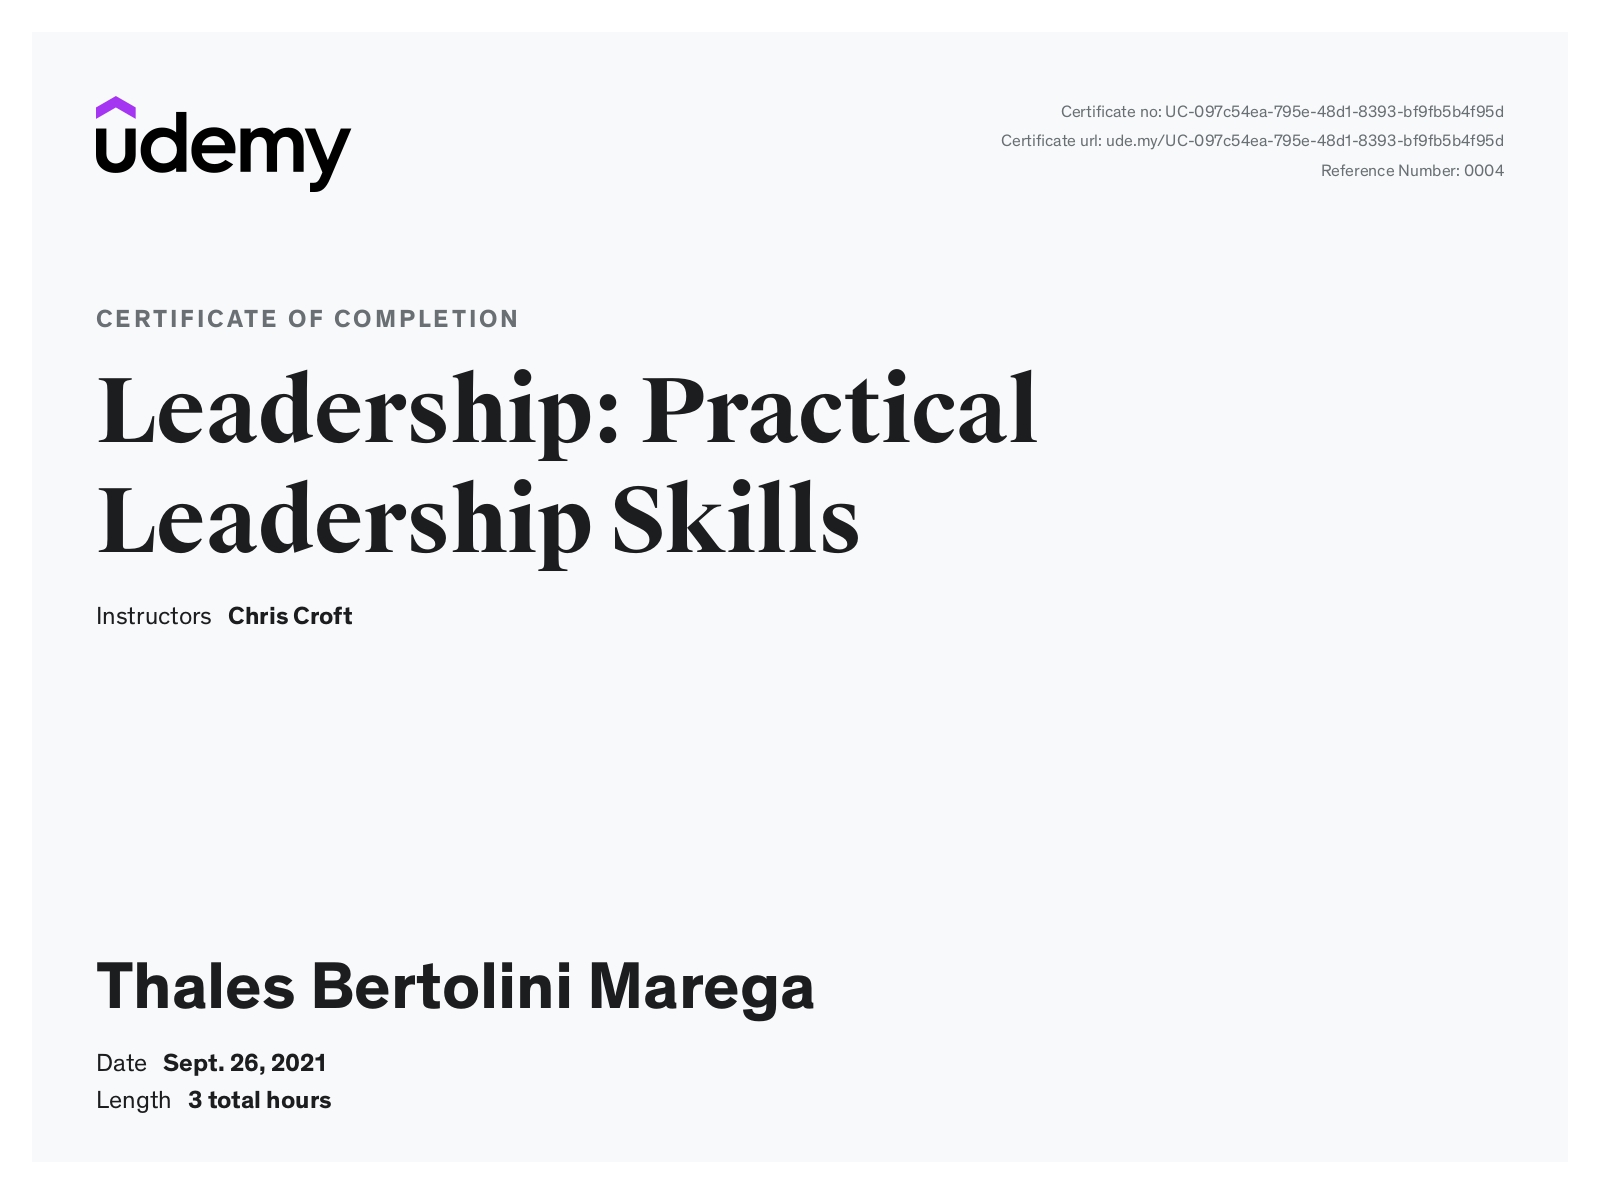 udemy
Certificate no: UC-097c54ea-795e-48d1-8393-bf9fb5b4f95d
Certificate url: ude.my/UC-097c54ea-795e-48d1-8393-bf9fb5b4f95d
Reference Number: 0004
CERTIFICATE OF COMPLETION
Leadership: Practical
Leadership Skills
Instructors Chris Croft
Thales Bertolini Marega
Date Sept. 26, 2021
Length 3 total hours